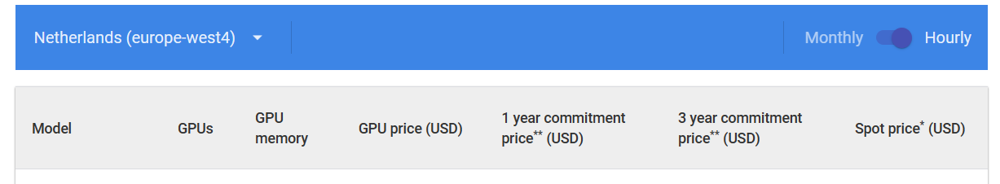 Netherlands (europe-west4)
Monthly
Hourly
Model
GPUs
GPU
memory
GPU price (USD)
1 year commitment
price** (USD)
3 year commitment
price** (USD)
Spot price* (USD)